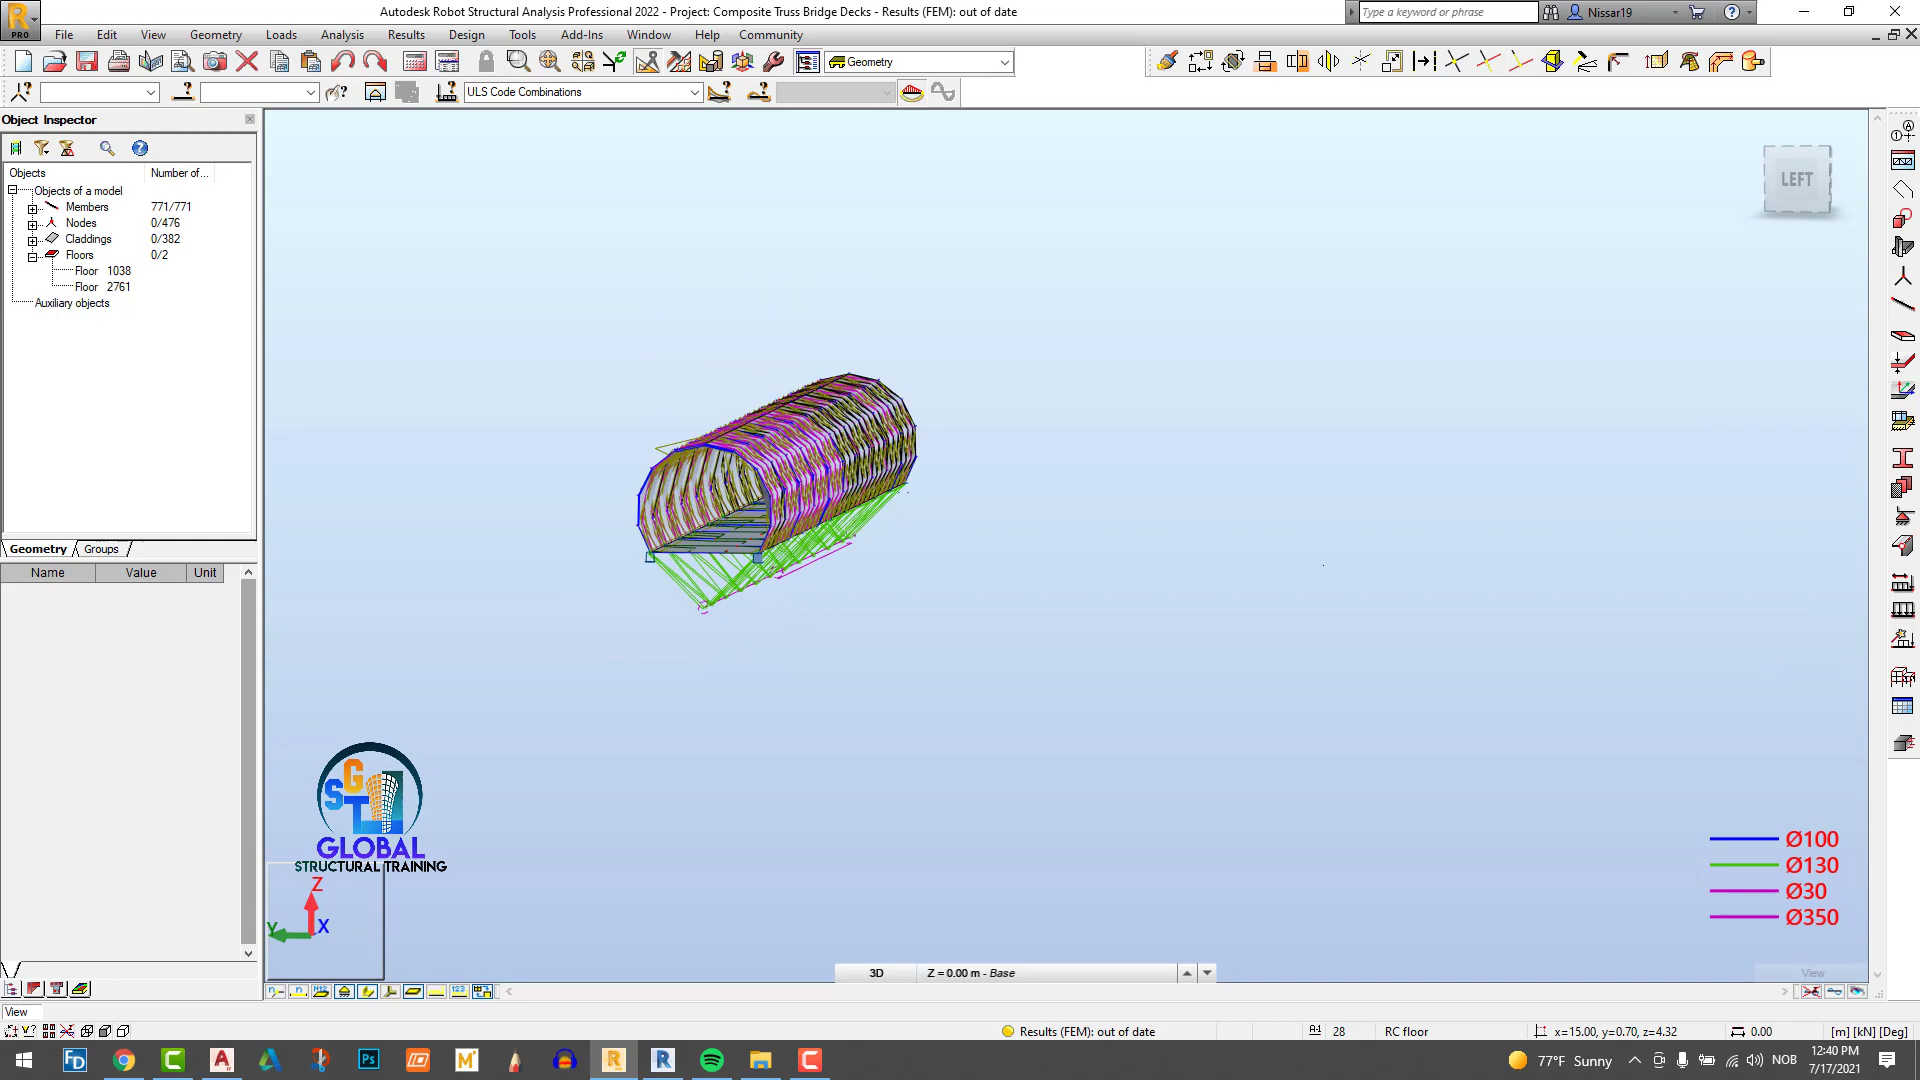 PRO
Autodesk Robot Structural Analysis Professional 2022 - Project: Composite Truss Bridge Decks - Results (FEM): out of date
Type a keyword or phrase
Nissar19
File Edit View Geometry Loads Analysis Results Design Tools Add-Ins Window Help Community
Geometry
ULS Code Combinations
Object Inspector
Objects Number of...
Objects of a model
Members 771/771
Nodes 0/476
Claddings 0/382
Floors 0/2
Floor 1038
Floor 2761
Auxiliary objects
Geometry Groups
Name Value Unit
LEFT
SGT
GLOBAL
STRUCTURAL TRAINING
Z
Y
X
Ø100
Ø130
Ø30
Ø350
3D Z = 0.00 m - Base
View
View
Results (FEM): out of date 28 RC floor x=15.00, y=0.70, z=4.32 0.00 [m] [kN] [Deg]
77°F Sunny NOB 12:40 PM
7/17/2021